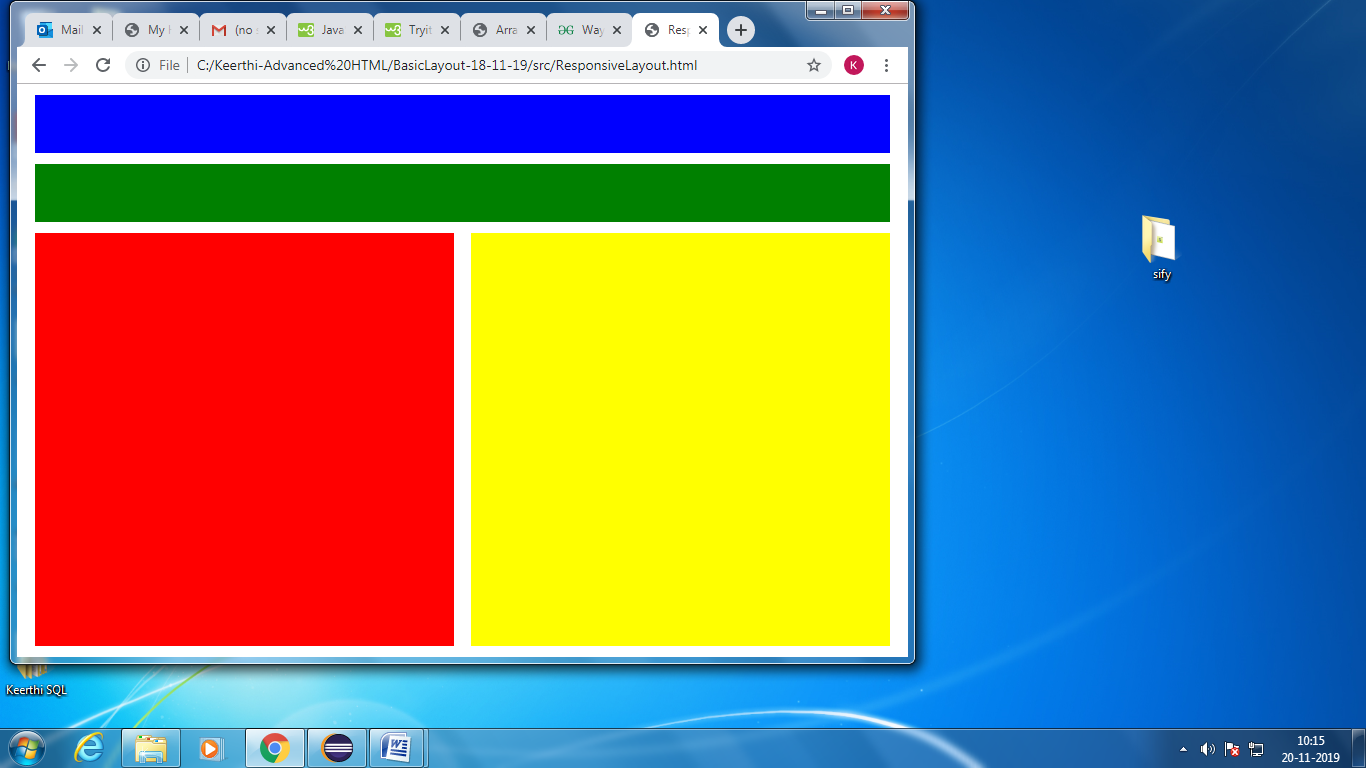 Mail
My
(no
Java
Tryit
Arra
Way
Resp
File
C:/Keerthi-Advanced%20HTML/BasicLayout-18-11-19/src/ResponsiveLayout.html
K
sify
Keerthi SQL
10:15
20-11-2019